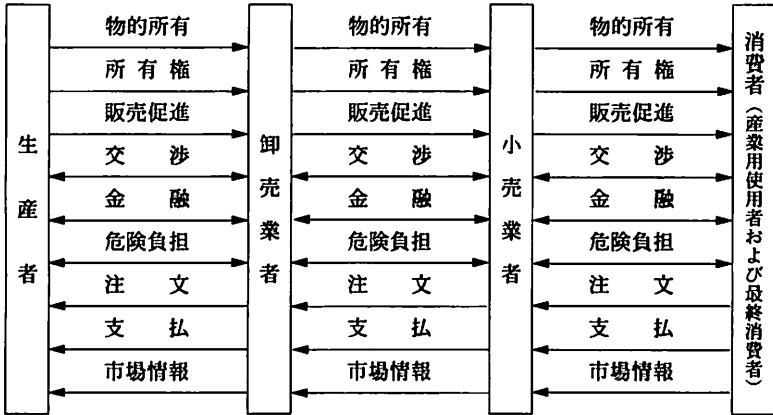 生産者
物的所有
所有権
販売促進
交渉
金融
危険負担
注文
支払
市場情報
卸売業者
物的所有
所有権
販売促進
交渉
金融
危険負担
注文
支払
市場情報
小売業者
物的所有
所有権
販売促進
交渉
金融
危険負担
注文
支払
市場情報
消費者(産業用使用者および最終消費者)